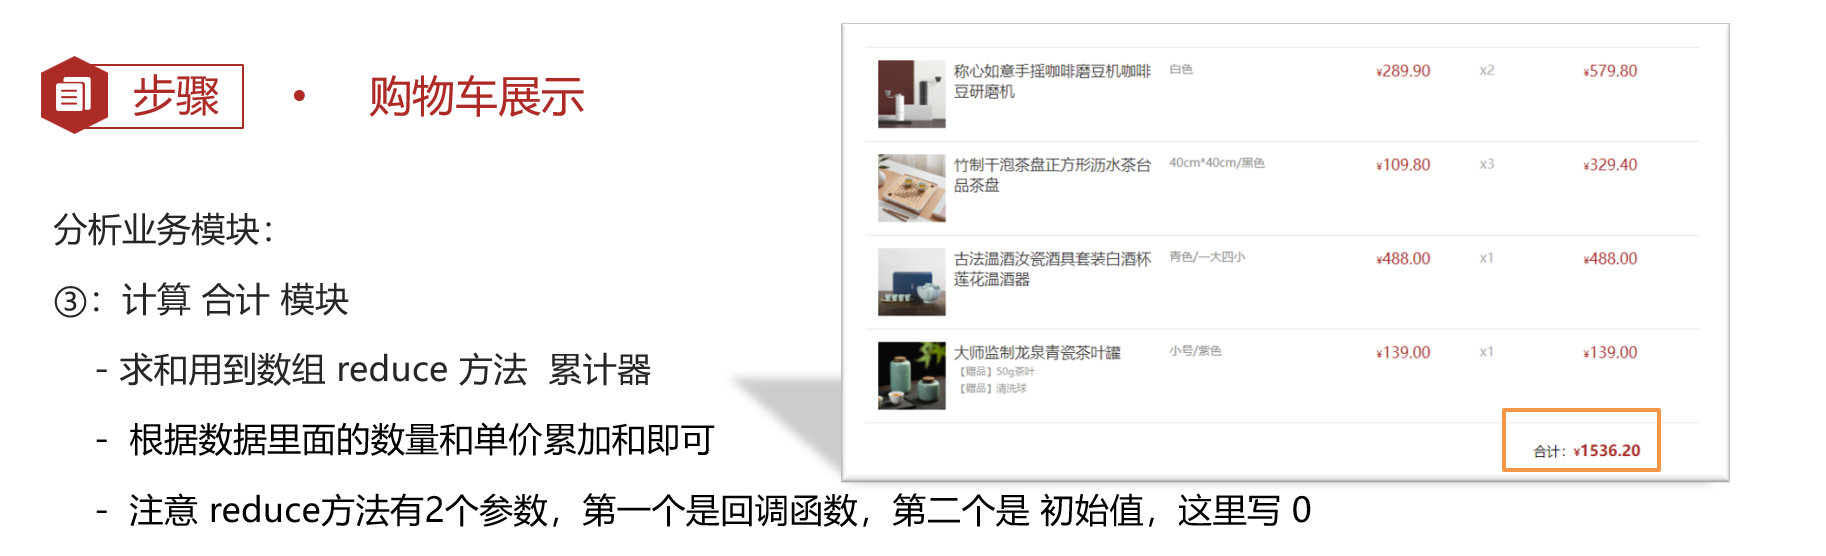 步骤 • 购物车展示
分析业务模块：
③：计算 合计 模块
- 求和用到数组 reduce 方法 累计器
- 根据数据里面的数量和单价累加和即可
- 注意 reduce方法有2个参数，第一个是回调函数，第二个是 初始值，这里写 0
称心如意手摇咖啡磨豆机咖啡 白色 ¥289.90 x2 ¥579.80
豆研磨机
竹制干泡茶盘正方形沥水茶台 40cm*40cm/黑色 ¥109.80 x3 ¥329.40
品茶盘
古法温酒汝瓷酒具套装白酒杯 青色/一大四小 ¥488.00 x1 ¥488.00
莲花温酒器
大师监制龙泉青瓷茶叶罐 小号/紫色 ¥139.00 x1 ¥139.00
【赠品】50g茶叶
【赠品】清洗球
合计：¥1536.20